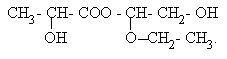 CH₃- CH - COO - CH - CH₂- OH
OH O—CH₂- CH₃.